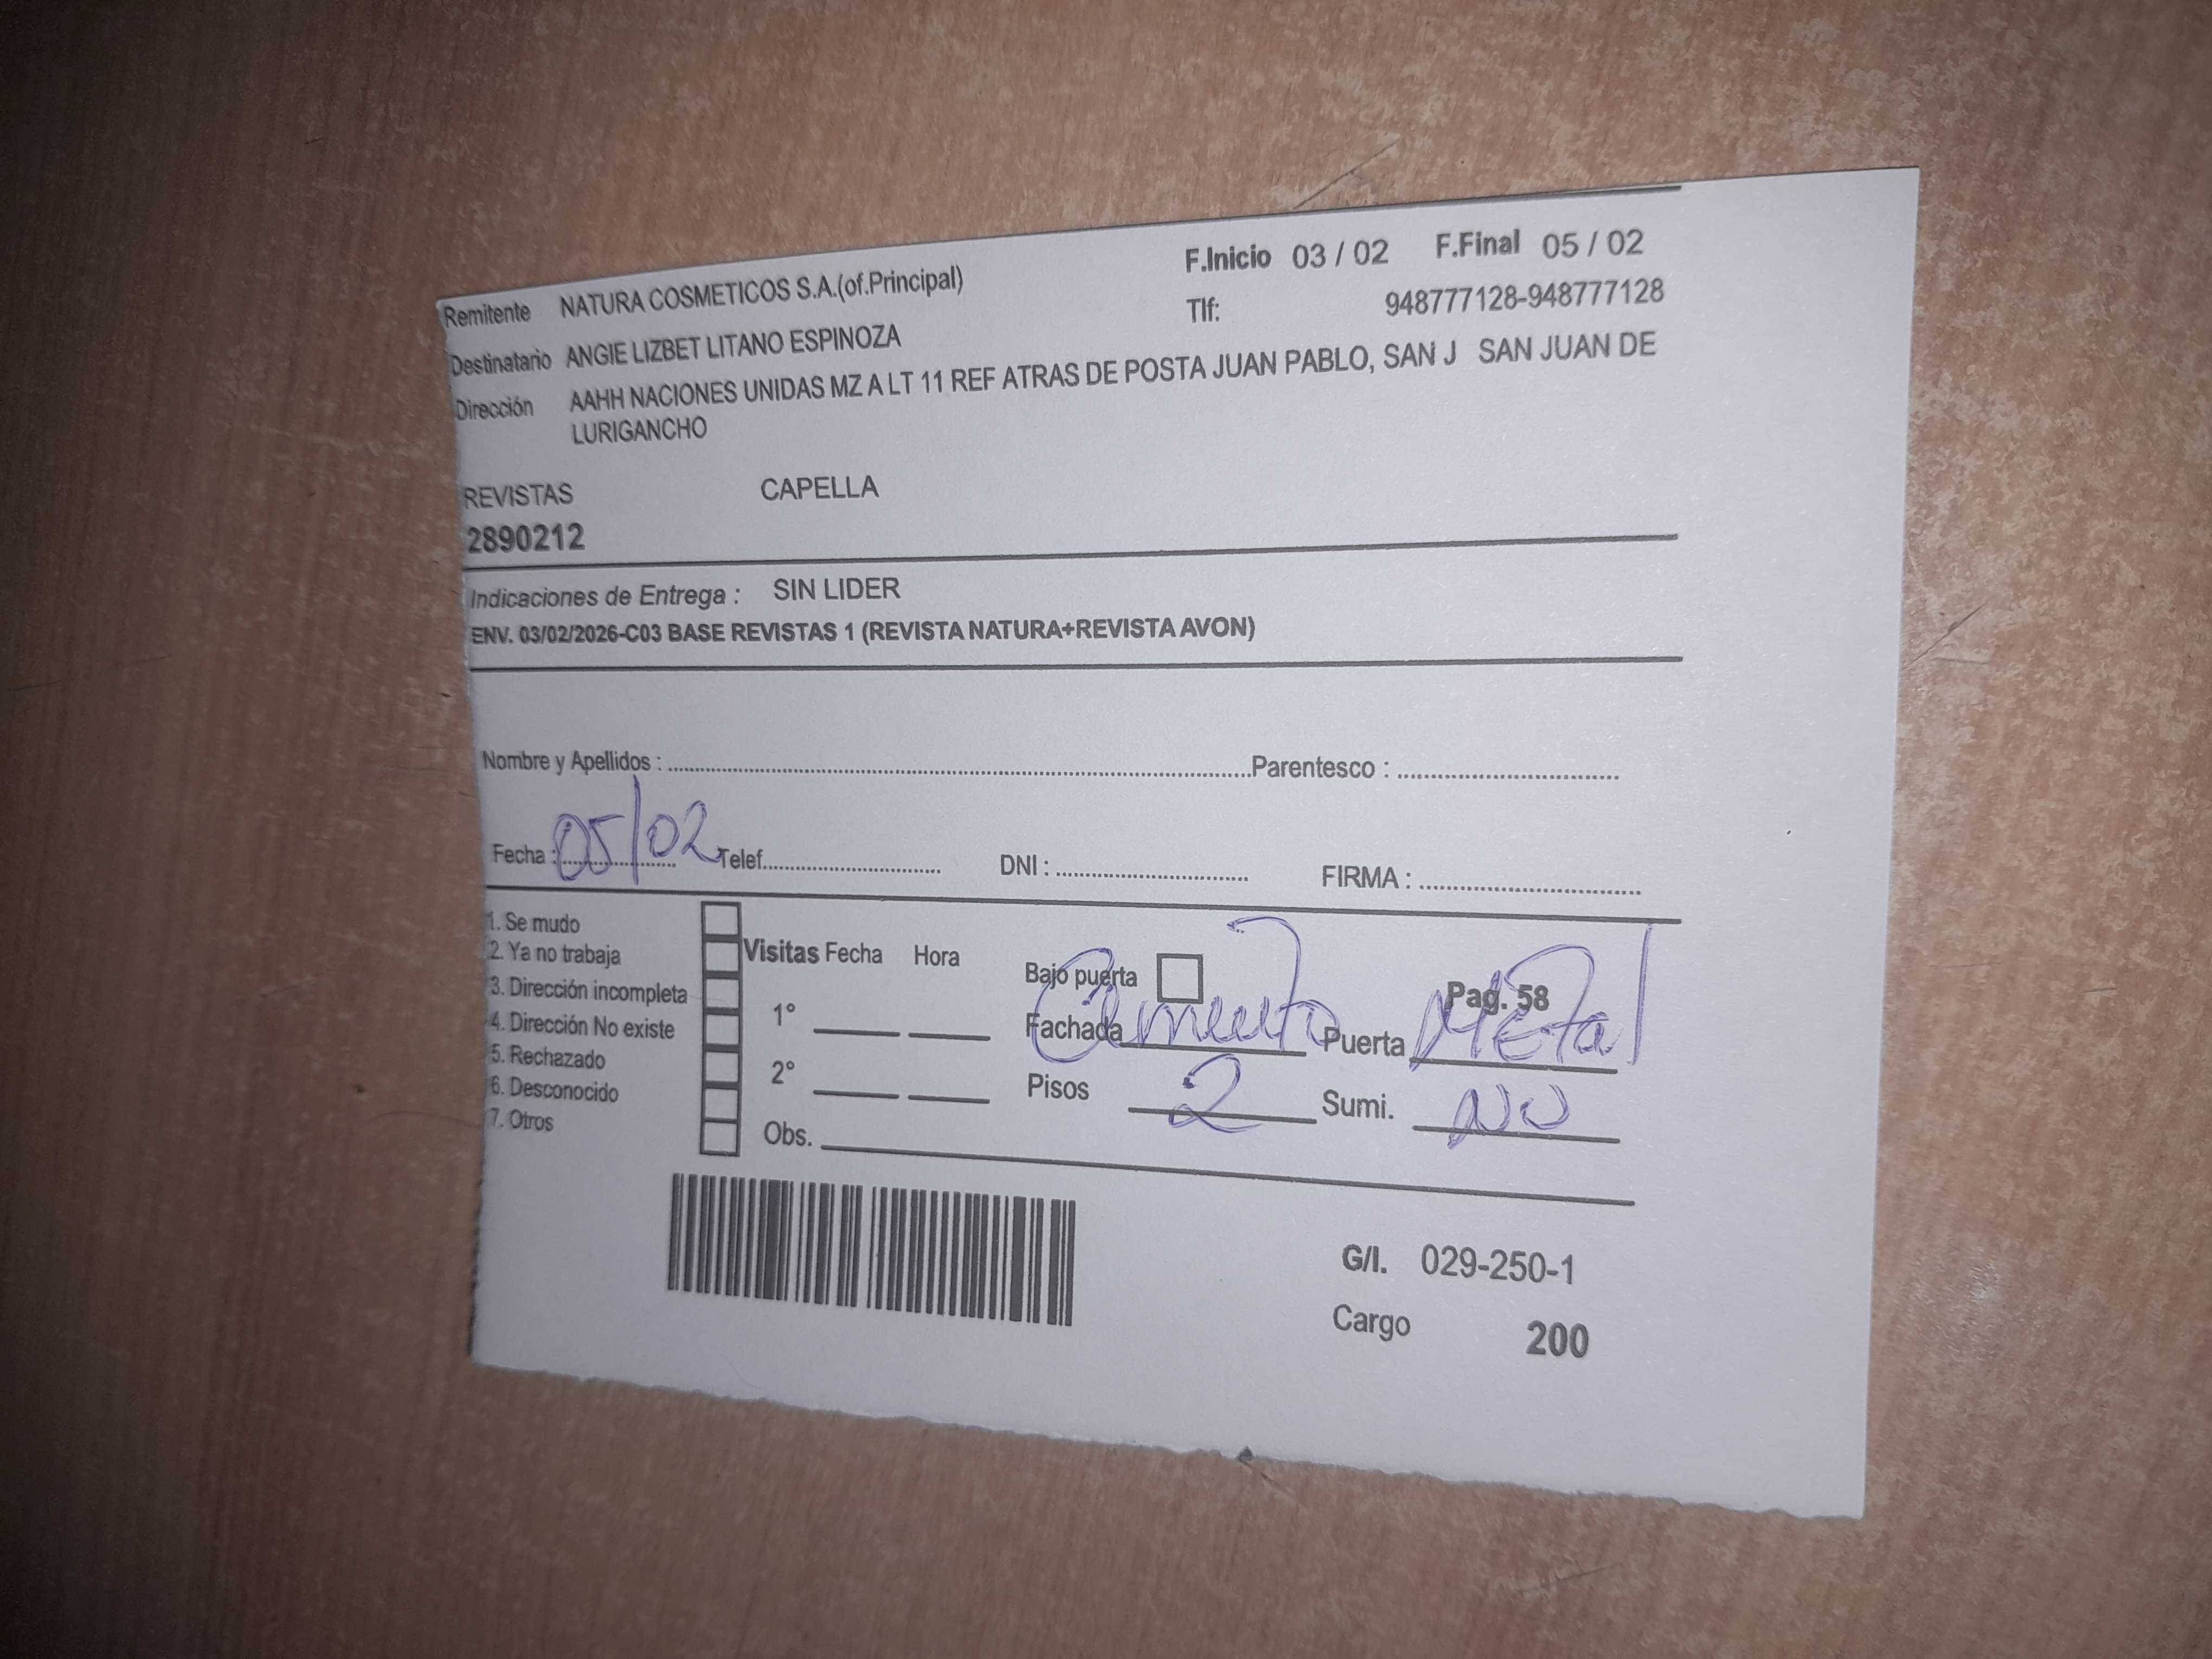 F.Inicio 03 / 02 F.Final 05 / 02
Remitente NATURA COSMETICOS S.A.(of.Principal)
Tlf: 948777128-948777128
Destinatario ANGIE LIZBET LITANO ESPINOZA
Dirección AAHH NACIONES UNIDAS MZ A LT 11 REF ATRAS DE POSTA JUAN PABLO, SAN J SAN JUAN DE
LURIGANCHO
REVISTAS CAPELLA
2890212
Indicaciones de Entrega : SIN LIDER
ENV. 03/02/2026-C03 BASE REVISTAS 1 (REVISTA NATURA+REVISTA AVON)
Nombre y Apellidos : Parentesco :
Fecha : 05/02 Telef. DNI : FIRMA :
1. Se mudo
2. Ya no trabaja
3. Dirección incompleta
4. Dirección No existe
5. Rechazado
6. Desconocido
7. Otros
Visitas Fecha Hora
1°
2°
Obs.
Bajo puerta Pag. 58
Fachada Cemento Puerta Metal
Pisos 2 Sumi. NO
G/I. 029-250-1
Cargo 200